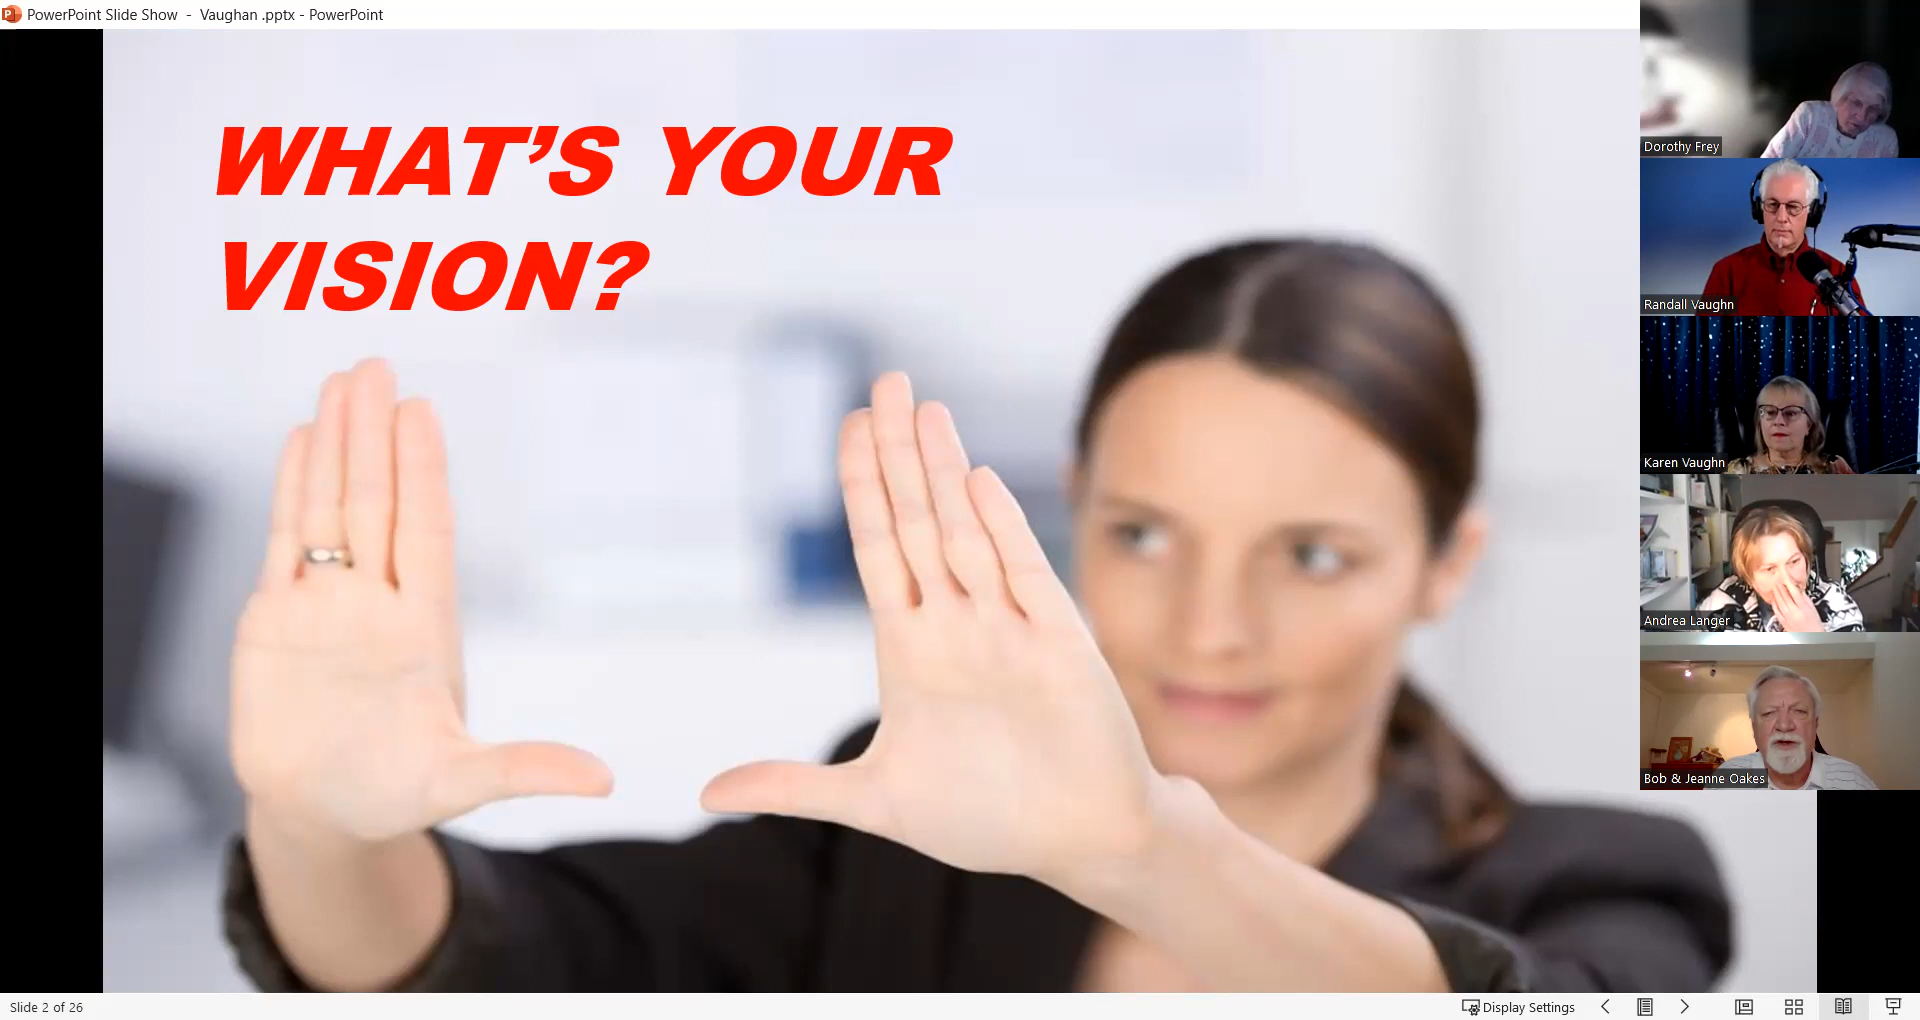 PowerPoint Slide Show - Vaughan .pptx - PowerPoint
WHAT’S YOUR
VISION?
Dorothy Frey
Randall Vaughn
Karen Vaughn
Andrea Langer
Bob & Jeanne Oakes
Slide 2 of 26
Display Settings